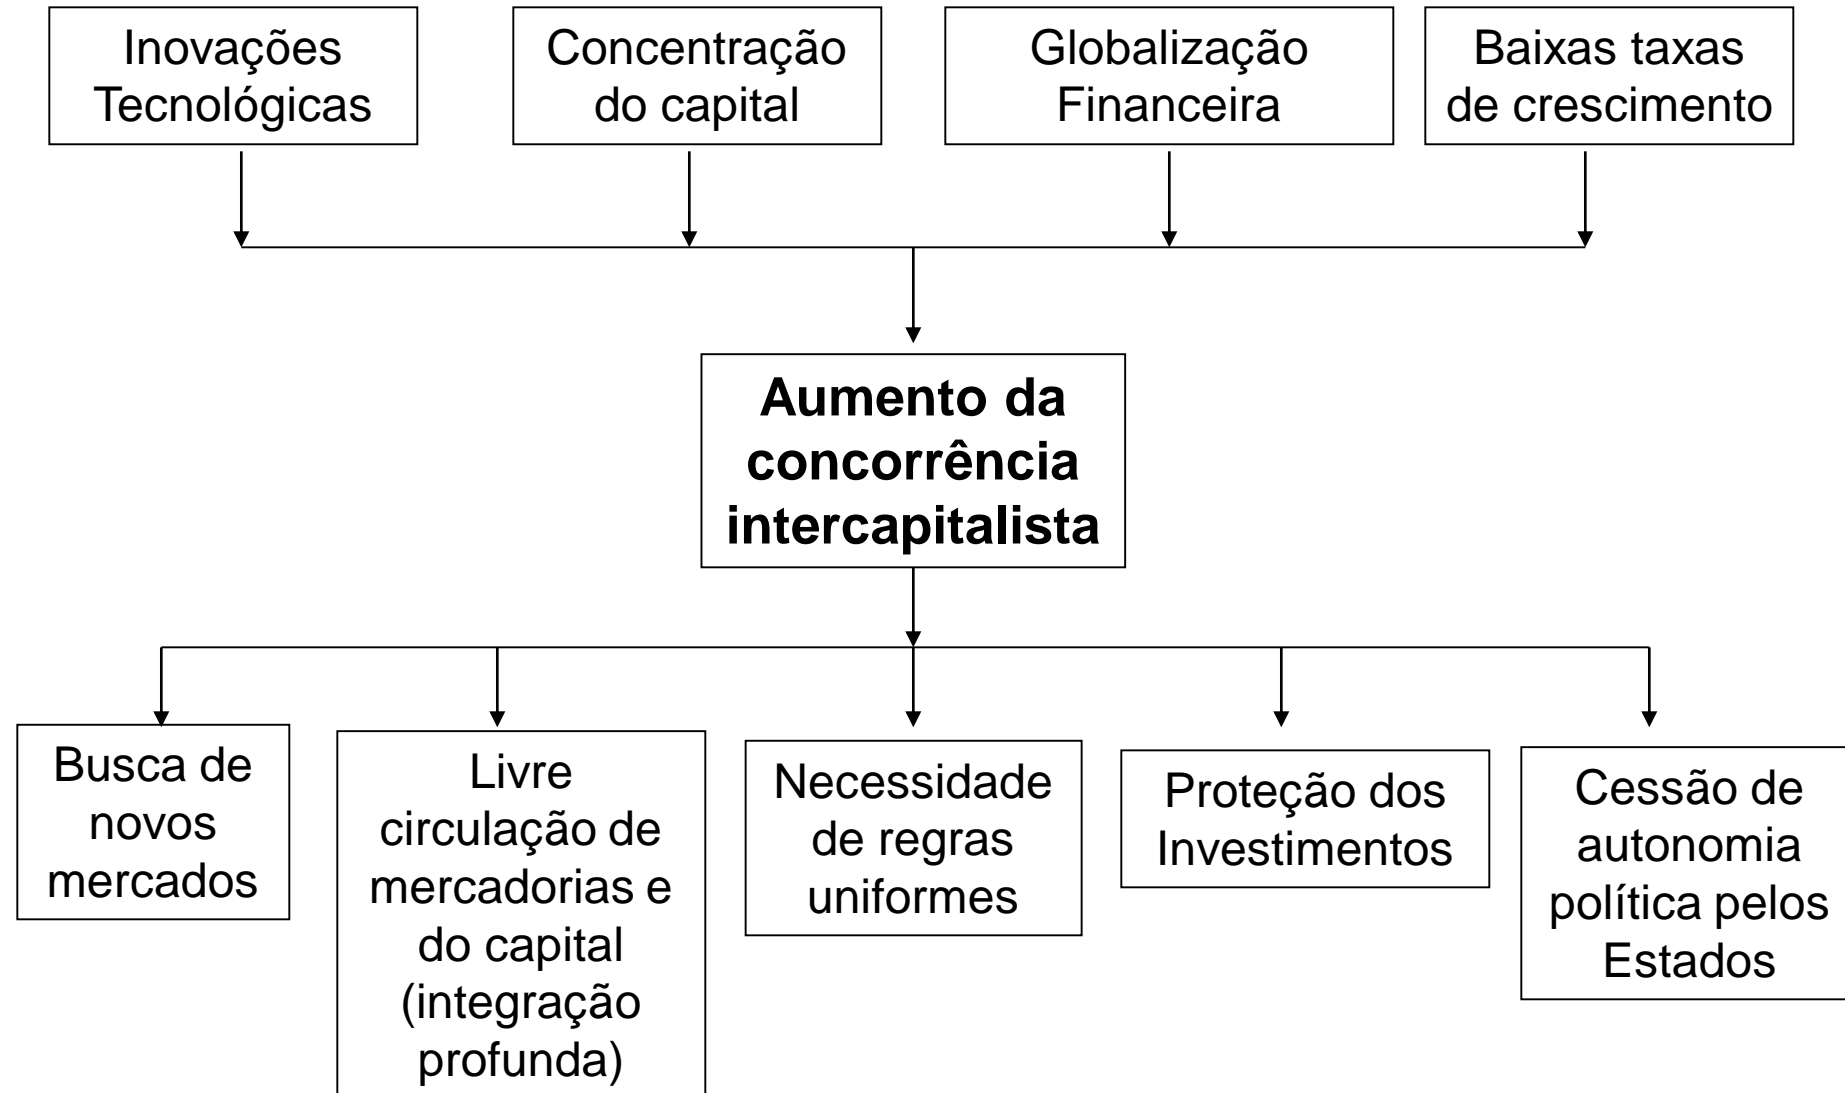 Inovações
Tecnológicas
Concentração
do capital
Globalização
Financeira
Baixas taxas
de crescimento
Aumento da
concorrência
intercapitalista
Busca de
novos
mercados
Livre
circulação de
mercadorias e
do capital
(integração
profunda)
Necessidade
de regras
uniformes
Proteção dos
Investimentos
Cessão de
autonomia
política pelos
Estados